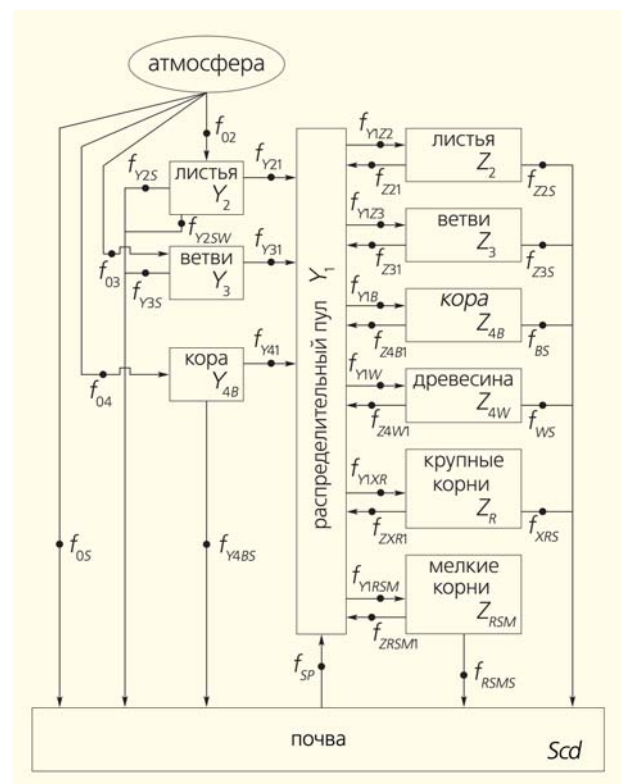 атмосфера
f02
fY2S
листья
Y2
fY21
fY2SW
f03
ветви
Y3
fY31
fY3S
f04
кора
Y4B
fY41
f0S
fY4BS
распределительный пул Y1
fY1Z2
fZ21
листья
Z2
fZ2S
fY1Z3
fZ31
ветви
Z3
fZ3S
fY1B
fZ4B1
кора
Z4B
fBS
fY1W
fZ4W1
древесина
Z4W
fWS
fY1XR
fZXR1
крупные
корни
ZR
fXRS
fY1RSM
fZRSM1
мелкие
корни
ZRSM
fRSMS
fSP
почва
Scd